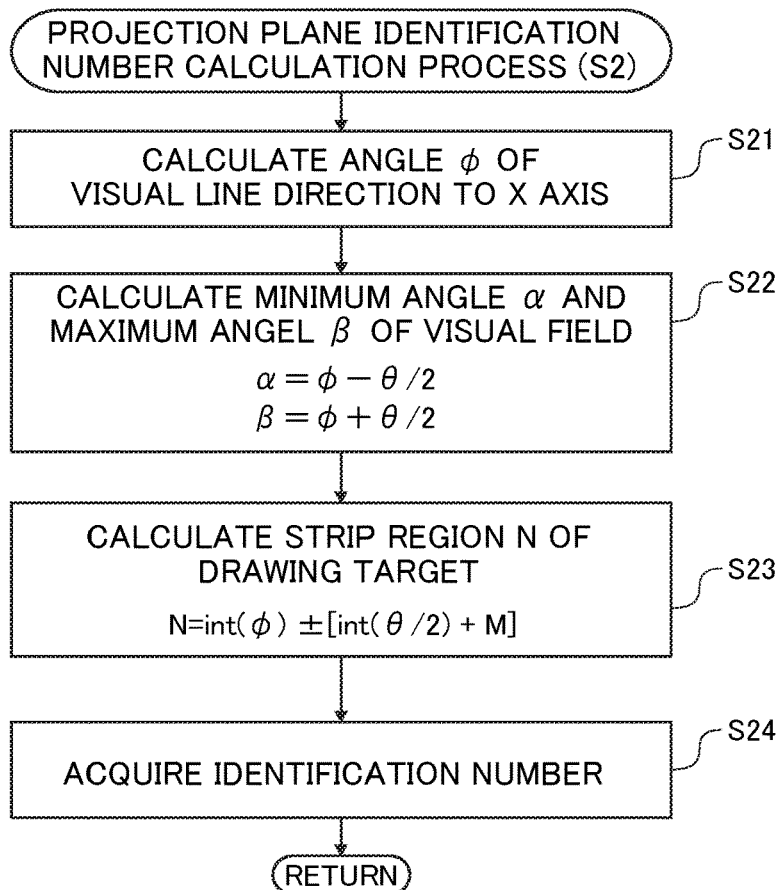 PROJECTION PLANE IDENTIFICATION
NUMBER CALCULATION PROCESS (S2)
CALCULATE ANGLE φ OF
VISUAL LINE DIRECTION TO X AXIS
S21
CALCULATE MINIMUM ANGLE α AND
MAXIMUM ANGEL β OF VISUAL FIELD
α = φ − θ/2
β = φ + θ/2
S22
CALCULATE STRIP REGION N OF
DRAWING TARGET
N=int(φ) ±[int(θ/2) + M]
S23
ACQUIRE IDENTIFICATION NUMBER
S24
RETURN